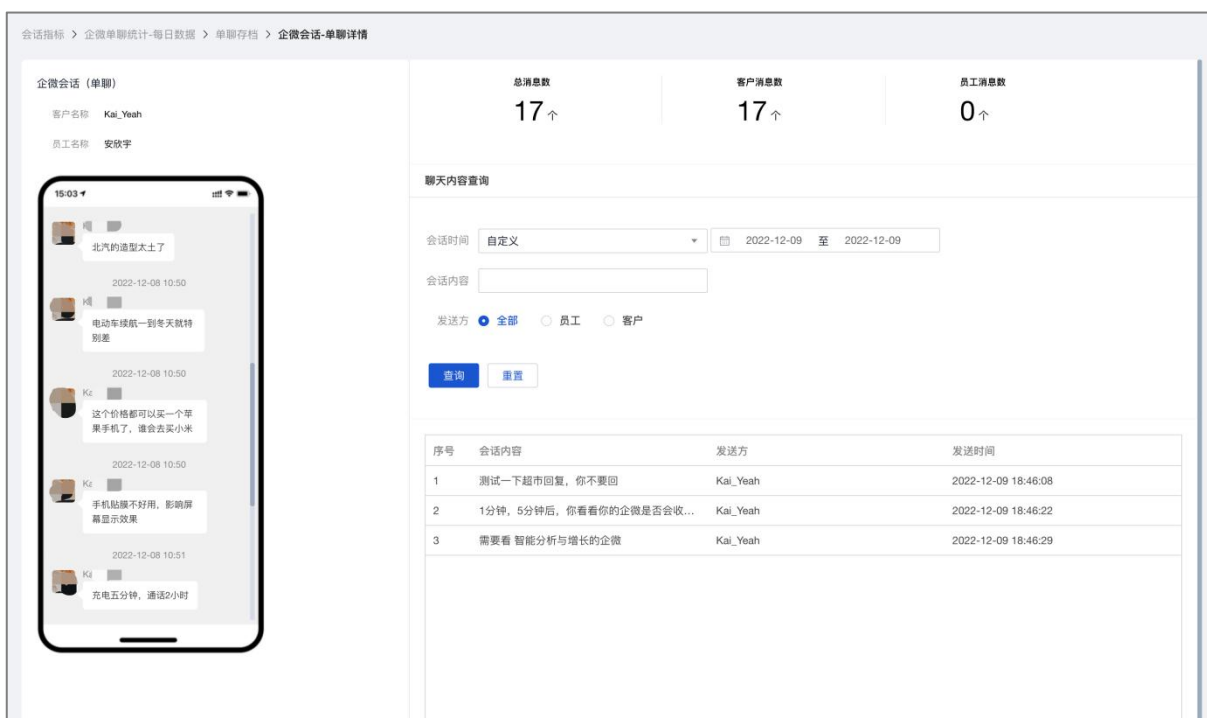 会话指标 > 企微单聊统计-每日数据 > 单聊存档 > 企微会话-单聊详情
企微会话（单聊）
客户名称 Kai_Yeah
员工名称 安欣宇
15:03
北汽的造型太土了
2022-12-08 10:50
电动车续航一到冬天就特
别差
2022-12-08 10:50
Ka
这个价格都可以买一个苹
果手机了，谁会去买小米
2022-12-08 10:50
Ka
手机贴膜不好用，影响屏
幕显示效果
2022-12-08 10:51
Ka
充电五分钟，通话2小时
总消息数
17个
客户消息数
17个
员工消息数
0个
聊天内容查询
会话时间 自定义 2022-12-09 至 2022-12-09
会话内容
发送方 全部 员工 客户
查询 重置
序号 会话内容 发送方 发送时间
1 测试一下超市回复，你不要回 Kai_Yeah 2022-12-09 18:46:08
2 1分钟，5分钟后，你看看你的企微是否会收... Kai_Yeah 2022-12-09 18:46:22
3 需要看 智能分析与增长的企微 Kai_Yeah 2022-12-09 18:46:29